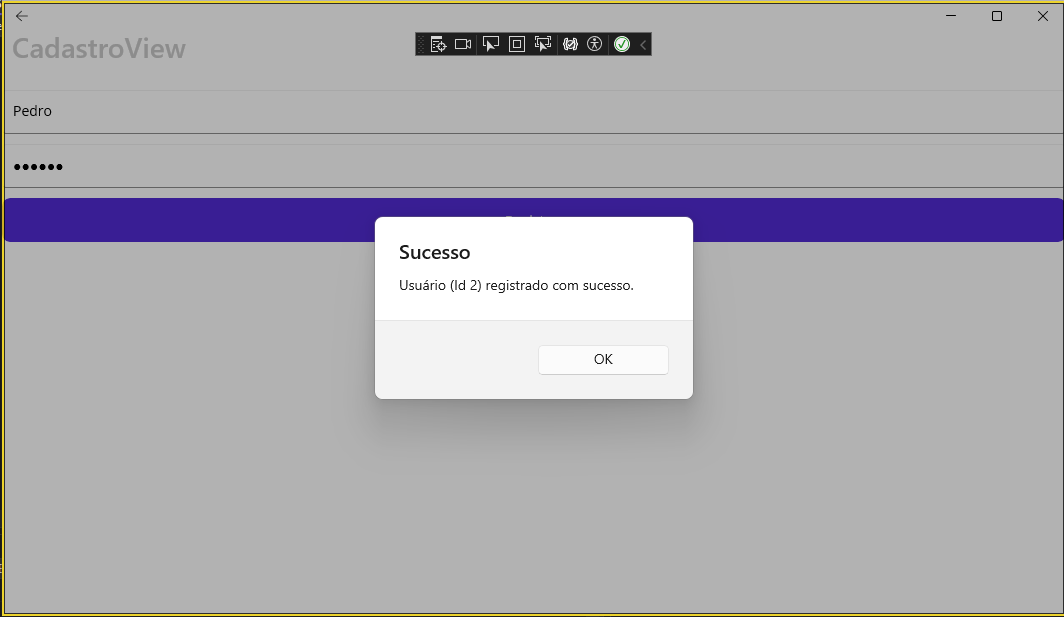 CadastroView
Pedro
Sucesso
Usuário (Id 2) registrado com sucesso.
OK